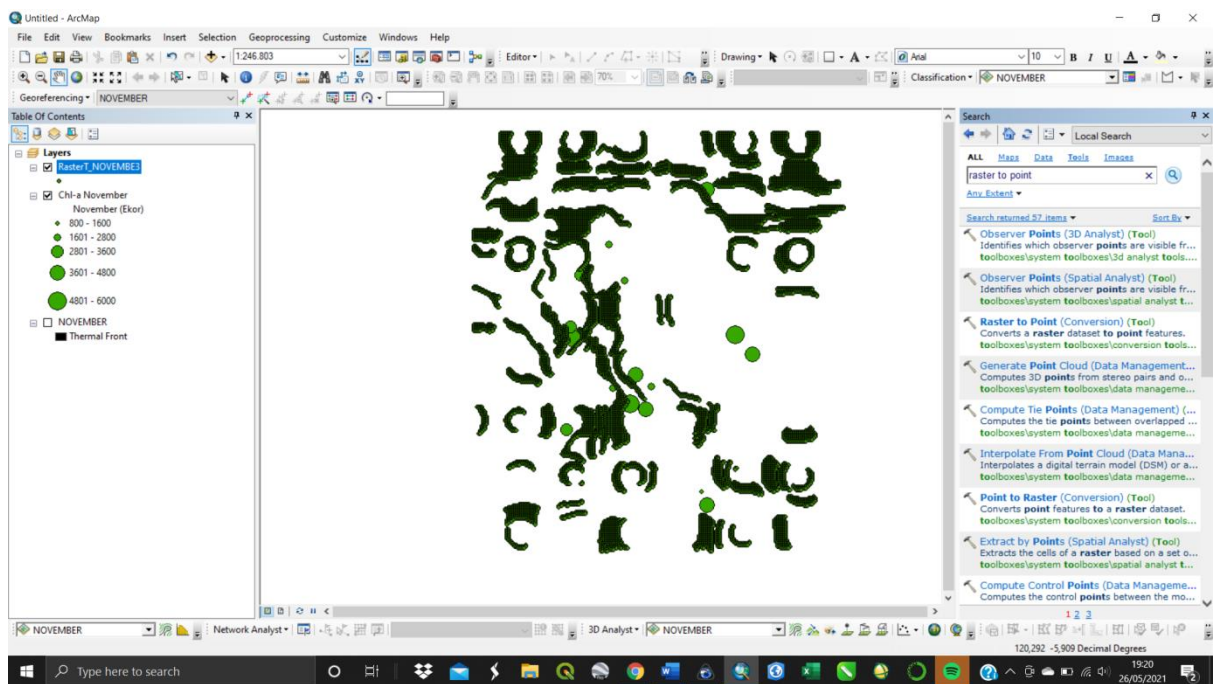 Untitled - ArcMap
File Edit View Bookmarks Insert Selection Geoprocessing Customize Windows Help
1:246.803
Editor
Drawing
Arial
10
B I U A
70%
Classification
NOVEMBER
Georeferencing
NOVEMBER
Table Of Contents
Layers
RasterT_NOVEMBE3
Chl-a November
November (Ekor)
800 - 1600
1601 - 2800
2801 - 3600
3601 - 4800
4801 - 6000
NOVEMBER
Thermal Front
Search
Local Search
ALL Maps Data Tools Images
raster to point
Any Extent
Search returned 57 items Sort By
Observer Points (3D Analyst) (Tool)
Identifies which observer points are visible fr...
toolboxes\system toolboxes\3d analyst tools....
Observer Points (Spatial Analyst) (Tool)
Identifies which observer points are visible fr...
toolboxes\system toolboxes\spatial analyst t...
Raster to Point (Conversion) (Tool)
Converts a raster dataset to point features.
toolboxes\system toolboxes\conversion tools...
Generate Point Cloud (Data Management...
Computes 3D points from stereo pairs and o...
toolboxes\system toolboxes\data manageme...
Compute Tie Points (Data Management) (...
Computes the tie points between overlapped ...
toolboxes\system toolboxes\data manageme...
Interpolate From Point Cloud (Data Mana...
Interpolates a digital terrain model (DSM) or a...
toolboxes\system toolboxes\data manageme...
Point to Raster (Conversion) (Tool)
Converts point features to a raster dataset.
toolboxes\system toolboxes\conversion tools...
Extract by Points (Spatial Analyst) (Tool)
Extracts the cells of a raster based on a set o...
toolboxes\system toolboxes\spatial analyst t...
Compute Control Points (Data Manageme...
Computes the control points between the mo...
1 2 3
NOVEMBER
Network Analyst
3D Analyst
NOVEMBER
120,292 -5,909 Decimal Degrees
Type here to search
19:20
26/05/2021